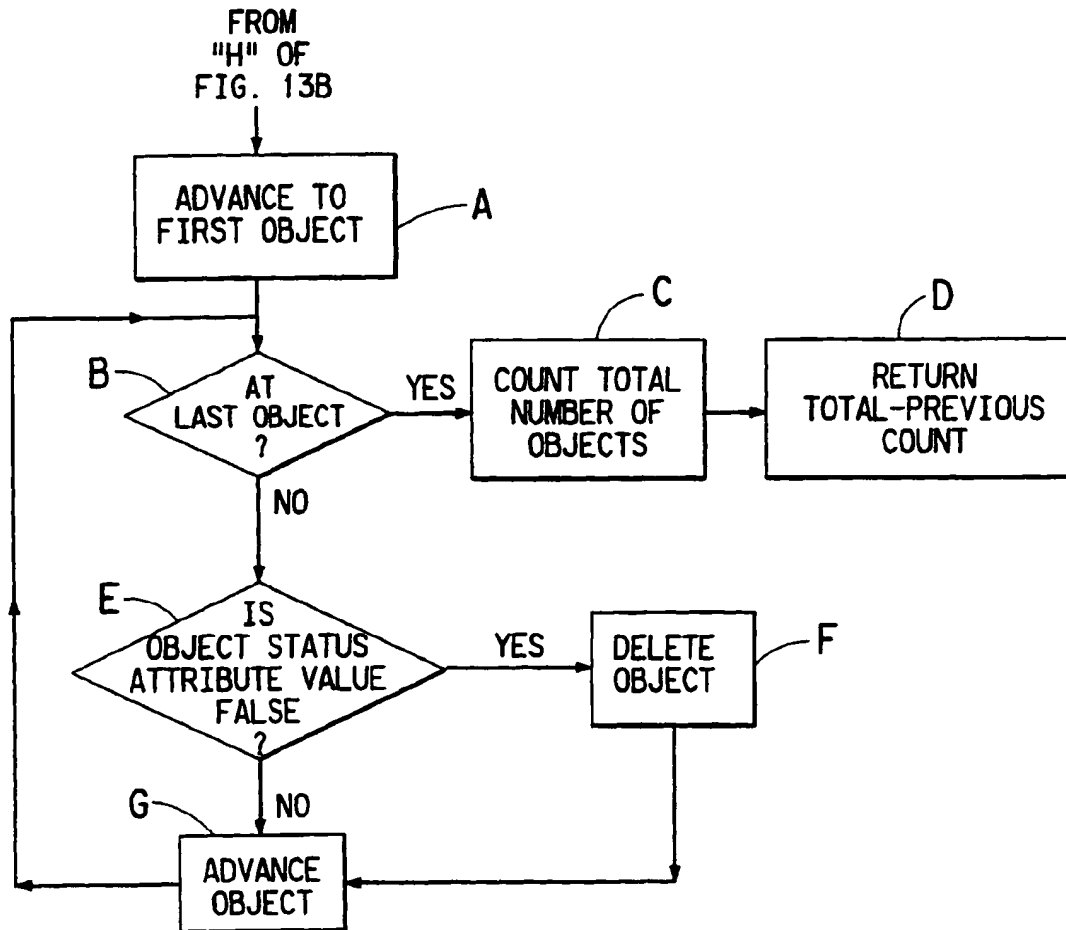 FROM
"H" OF
FIG. 13B
ADVANCE TO
FIRST OBJECT
A
B
AT
LAST OBJECT
?
YES
C
COUNT TOTAL
NUMBER OF
OBJECTS
D
RETURN
TOTAL-PREVIOUS
COUNT
NO
E
IS
OBJECT STATUS
ATTRIBUTE VALUE
FALSE
?
YES
DELETE
OBJECT
F
NO
G
ADVANCE
OBJECT